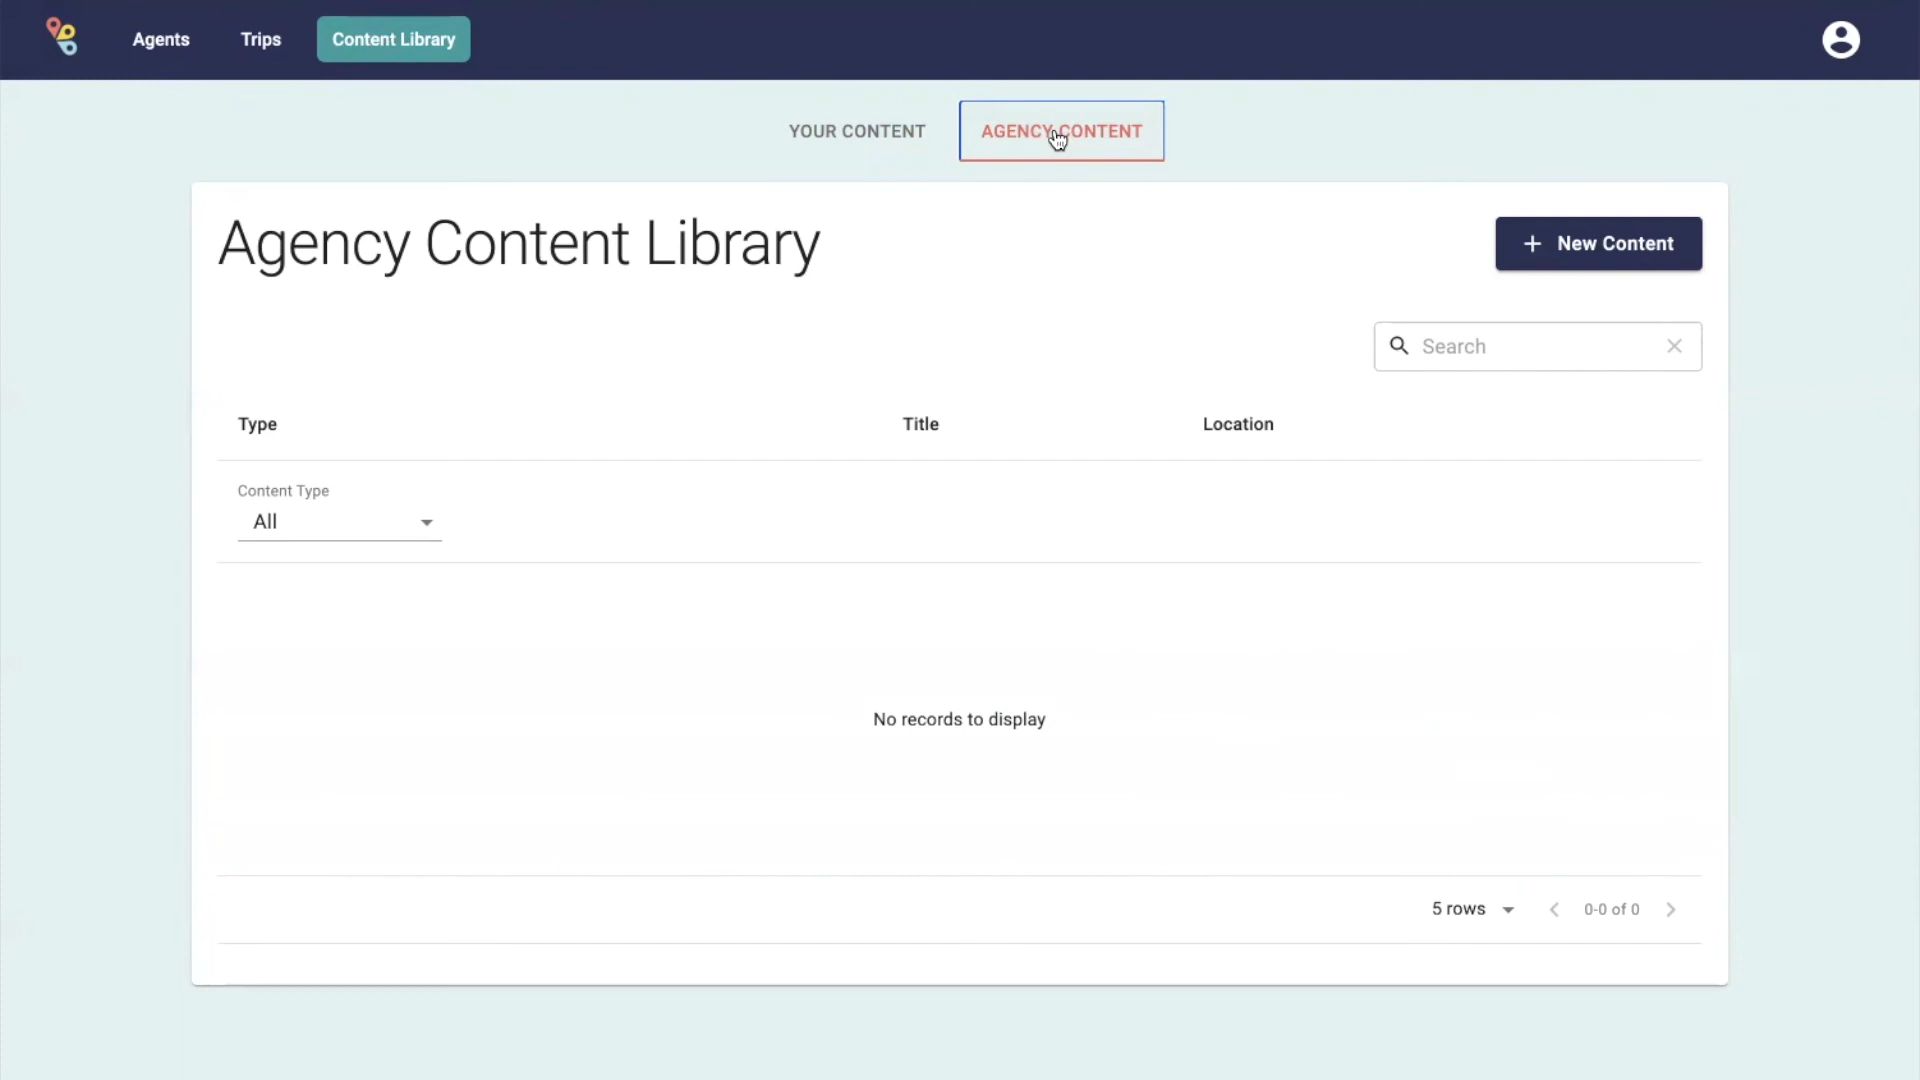 Agents
Trips
Content Library
YOUR CONTENT
AGENCY CONTENT
Agency Content Library
New Content
Search
Type
Title
Location
Content Type
All
No records to display
5 rows
0-0 of 0